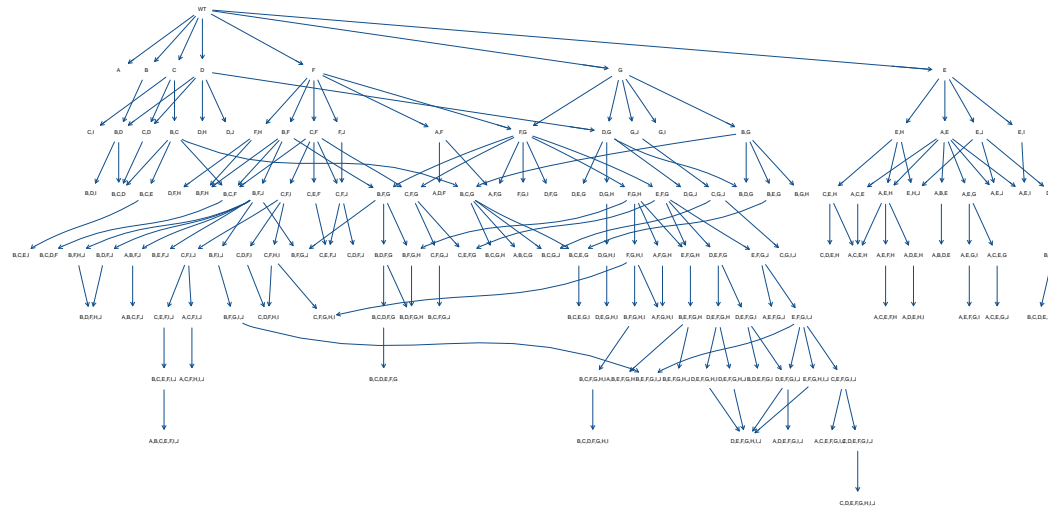 WT
A B C D F G E
C,I B,D C,D B,C D,H D,J F,H B,F C,F F,J A,F F,G D,G G,J G,I B,G E,H A,E E,J E,I
B,D,I B,C,D B,C,E D,F,H B,F,H B,C,F B,F,J C,F,I C,E,F C,F,J B,F,G C,F,G A,D,F B,C,G A,F,G F,G,I D,F,G D,E,G D,G,H F,G,H E,F,G D,G,J C,G,J B,D,G B,E,G B,G,H C,E,H A,C,E A,E,H E,H,J A,B,E A,E,G A,E,J A,E,I
B,C,E,I B,C,D,F B,F,H,J B,D,F,J A,B,F,J B,E,F,J C,F,I,J B,F,I,J C,D,F,I C,F,H,I B,F,G,J C,E,F,J C,D,F,J B,D,F,G B,F,G,H C,F,G,J C,E,F,G B,C,G,H A,B,C,G B,C,G,J B,C,E,G D,G,H,I F,G,H,I A,F,G,H E,F,G,H D,E,F,G E,F,G,J C,G,I,J C,D,E,H A,C,E,H A,E,F,H A,D,E,H A,B,D,E A,E,G,I A,C,E,G
B,D,F,H,J A,B,C,F,J C,E,F,I,J A,C,F,I,J B,F,G,I,J C,D,F,H,I C,F,G,H,I B,C,D,F,G B,D,F,G,H B,C,F,G,J B,C,E,G,I D,E,G,H,I B,F,G,H,I A,F,G,H,I B,E,F,G,H D,E,F,G,H D,E,F,G,I A,E,F,G,J E,F,G,I,J A,C,E,F,H A,D,E,H,I A,E,F,G,I A,C,E,G,J
B,C,E,F,I,J A,C,F,H,I,J B,C,D,E,F,G B,C,F,G,H,I A,B,E,F,G,H B,E,F,G,I,J B,E,F,G,H,J D,E,F,G,H,I D,E,F,G,H,J B,D,E,F,G,I D,E,F,G,I,J E,F,G,H,I,J C,E,F,G,I,J
A,B,C,E,F,I,J B,C,D,F,G,H,I D,E,F,G,H,I,J A,D,E,F,G,I,J A,C,E,F,G,I,J C,D,E,F,G,I,J
C,D,E,F,G,H,I,J